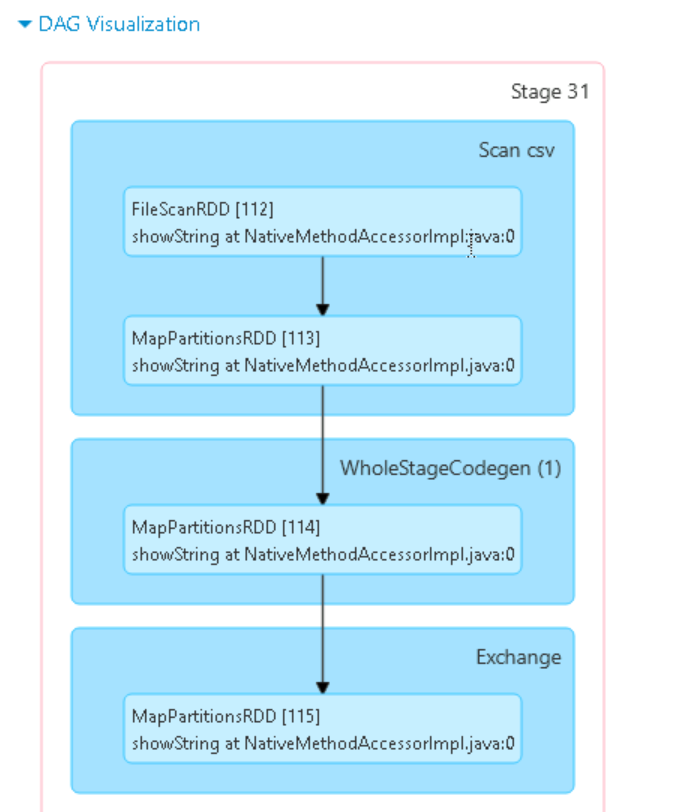 DAG Visualization
Stage 31
Scan csv
FileScanRDD [112]
showString at NativeMethodAccessorImpl.java:0
MapPartitionsRDD [113]
showString at NativeMethodAccessorImpl.java:0
WholeStageCodegen (1)
MapPartitionsRDD [114]
showString at NativeMethodAccessorImpl.java:0
Exchange
MapPartitionsRDD [115]
showString at NativeMethodAccessorImpl.java:0